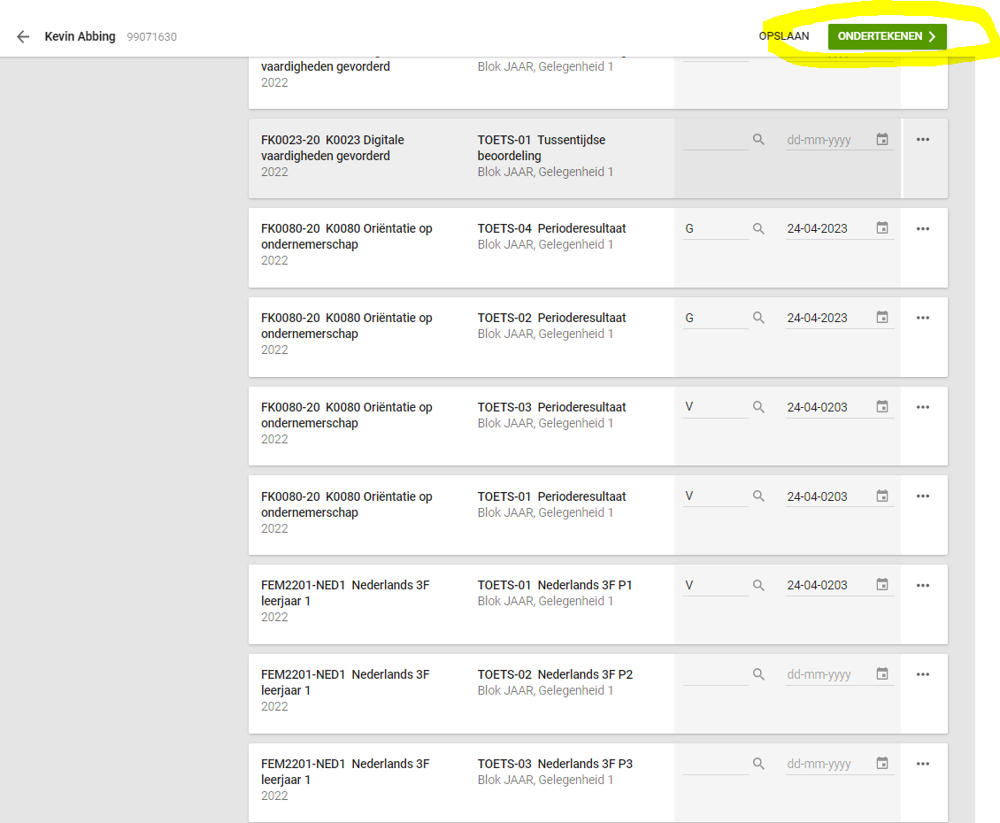 Kevin Abbing 99071630 OPSLAAN ONDERTEKENEN
vaardigheden gevorderd Blok JAAR, Gelegenheid 1
2022
FK0023-20 K0023 Digitale TOETS-01 Tussentijdse dd-mm-yyyy
vaardigheden gevorderd beoordeling
2022 Blok JAAR, Gelegenheid 1
FK0080-20 K0080 Oriëntatie op TOETS-04 Perioderesultaat G 24-04-2023
ondernemerschap Blok JAAR, Gelegenheid 1
2022
FK0080-20 K0080 Oriëntatie op TOETS-02 Perioderesultaat G 24-04-2023
ondernemerschap Blok JAAR, Gelegenheid 1
2022
FK0080-20 K0080 Oriëntatie op TOETS-03 Perioderesultaat V 24-04-0203
ondernemerschap Blok JAAR, Gelegenheid 1
2022
FK0080-20 K0080 Oriëntatie op TOETS-01 Perioderesultaat V 24-04-0203
ondernemerschap Blok JAAR, Gelegenheid 1
2022
FEM2201-NED1 Nederlands 3F TOETS-01 Nederlands 3F P1 V 24-04-0203
leerjaar 1 Blok JAAR, Gelegenheid 1
2022
FEM2201-NED1 Nederlands 3F TOETS-02 Nederlands 3F P2 dd-mm-yyyy
leerjaar 1 Blok JAAR, Gelegenheid 1
2022
FEM2201-NED1 Nederlands 3F TOETS-03 Nederlands 3F P3 dd-mm-yyyy
leerjaar 1 Blok JAAR, Gelegenheid 1
2022